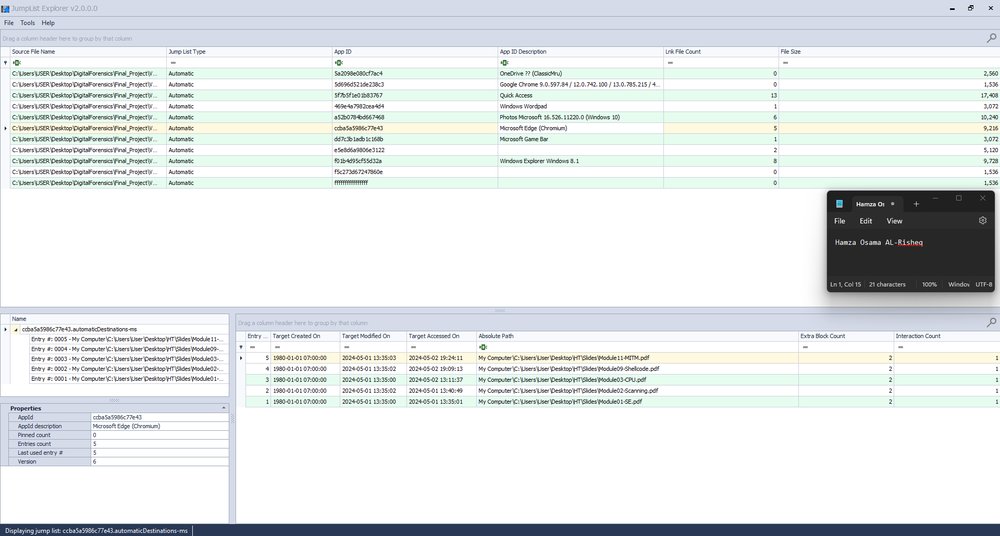 JumpList Explorer v2.0.0.0
File Tools Help
Drag a column header here to group by that column
Source File Name Jump List Type App ID App ID Description Lnk File Count File Size
C:\Users\USER\Desktop\DigitalForensics\Final_Project\V... Automatic 5a2098e080cf7ac4 OneDrive ?? (ClassicMru) 0 2,560
C:\Users\USER\Desktop\DigitalForensics\Final_Project\V... Automatic 5d696d521de238c3 Google Chrome 9.0.597.84 / 12.0.742.100 / 13.0.785.215 / 4... 0 1,536
C:\Users\USER\Desktop\DigitalForensics\Final_Project\V... Automatic 5f7b5f1e01b83767 Quick Access 13 17,408
C:\Users\USER\Desktop\DigitalForensics\Final_Project\V... Automatic 469e4a7982cea4d4 Windows Wordpad 1 3,072
C:\Users\USER\Desktop\DigitalForensics\Final_Project\V... Automatic a52b0784bd667468 Photos Microsoft 16.526.11220.0 (Windows 10) 6 10,240
C:\Users\USER\Desktop\DigitalForensics\Final_Project\V... Automatic ccba5a5986c77e43 Microsoft Edge (Chromium) 5 9,216
C:\Users\USER\Desktop\DigitalForensics\Final_Project\V... Automatic dd7c3b1adb1c168b Microsoft Game Bar 1 3,072
C:\Users\USER\Desktop\DigitalForensics\Final_Project\V... Automatic e5e8d6a9806e3122 2 5,120
C:\Users\USER\Desktop\DigitalForensics\Final_Project\V... Automatic f01b4d95cf55d32a Windows Explorer Windows 8.1 8 9,728
C:\Users\USER\Desktop\DigitalForensics\Final_Project\V... Automatic f5c273d67247860e 0 1,536
C:\Users\USER\Desktop\DigitalForensics\Final_Project\V... Automatic ffffffffffffffff 0 1,536
Hamza Os
File Edit View
Hamza Osama AL-Risheq
Ln 1, Col 15 21 characters 100% Window UTF-8
Name
ccba5a5986c77e43.automaticDestinations-ms
Entry #: 0005 - My Computer\C:\Users\User\Desktop\HT\Slides\Module11-...
Entry #: 0004 - My Computer\C:\Users\User\Desktop\HT\Slides\Module09-...
Entry #: 0003 - My Computer\C:\Users\User\Desktop\HT\Slides\Module03-...
Entry #: 0002 - My Computer\C:\Users\User\Desktop\HT\Slides\Module02-...
Entry #: 0001 - My Computer\C:\Users\User\Desktop\HT\Slides\Module01-...
Properties
AppId ccba5a5986c77e43
AppId description Microsoft Edge (Chromium)
Pinned count 0
Entries count 5
Last used entry # 5
Version 6
Drag a column header here to group by that column
Entry ... Target Created On Target Modified On Target Accessed On Absolute Path Extra Block Count Interaction Count
5 1980-01-01 07:00:00 2024-05-01 13:35:03 2024-05-02 19:24:11 My Computer\C:\Users\User\Desktop\HT\Slides\Module11-MITM.pdf 2 1
4 1980-01-01 07:00:00 2024-05-01 13:35:02 2024-05-02 19:09:13 My Computer\C:\Users\User\Desktop\HT\Slides\Module09-Shellcode.pdf 2 1
3 1980-01-01 07:00:00 2024-05-01 13:35:00 2024-05-02 13:11:37 My Computer\C:\Users\User\Desktop\HT\Slides\Module03-CPU.pdf 2 1
2 1980-01-01 07:00:00 2024-05-01 13:35:02 2024-05-01 13:40:49 My Computer\C:\Users\User\Desktop\HT\Slides\Module02-Scanning.pdf 2 1
1 1980-01-01 07:00:00 2024-05-01 13:35:00 2024-05-01 13:35:01 My Computer\C:\Users\User\Desktop\HT\Slides\Module01-SE.pdf 2 1
Displaying jump list: ccba5a5986c77e43.automaticDestinations-ms